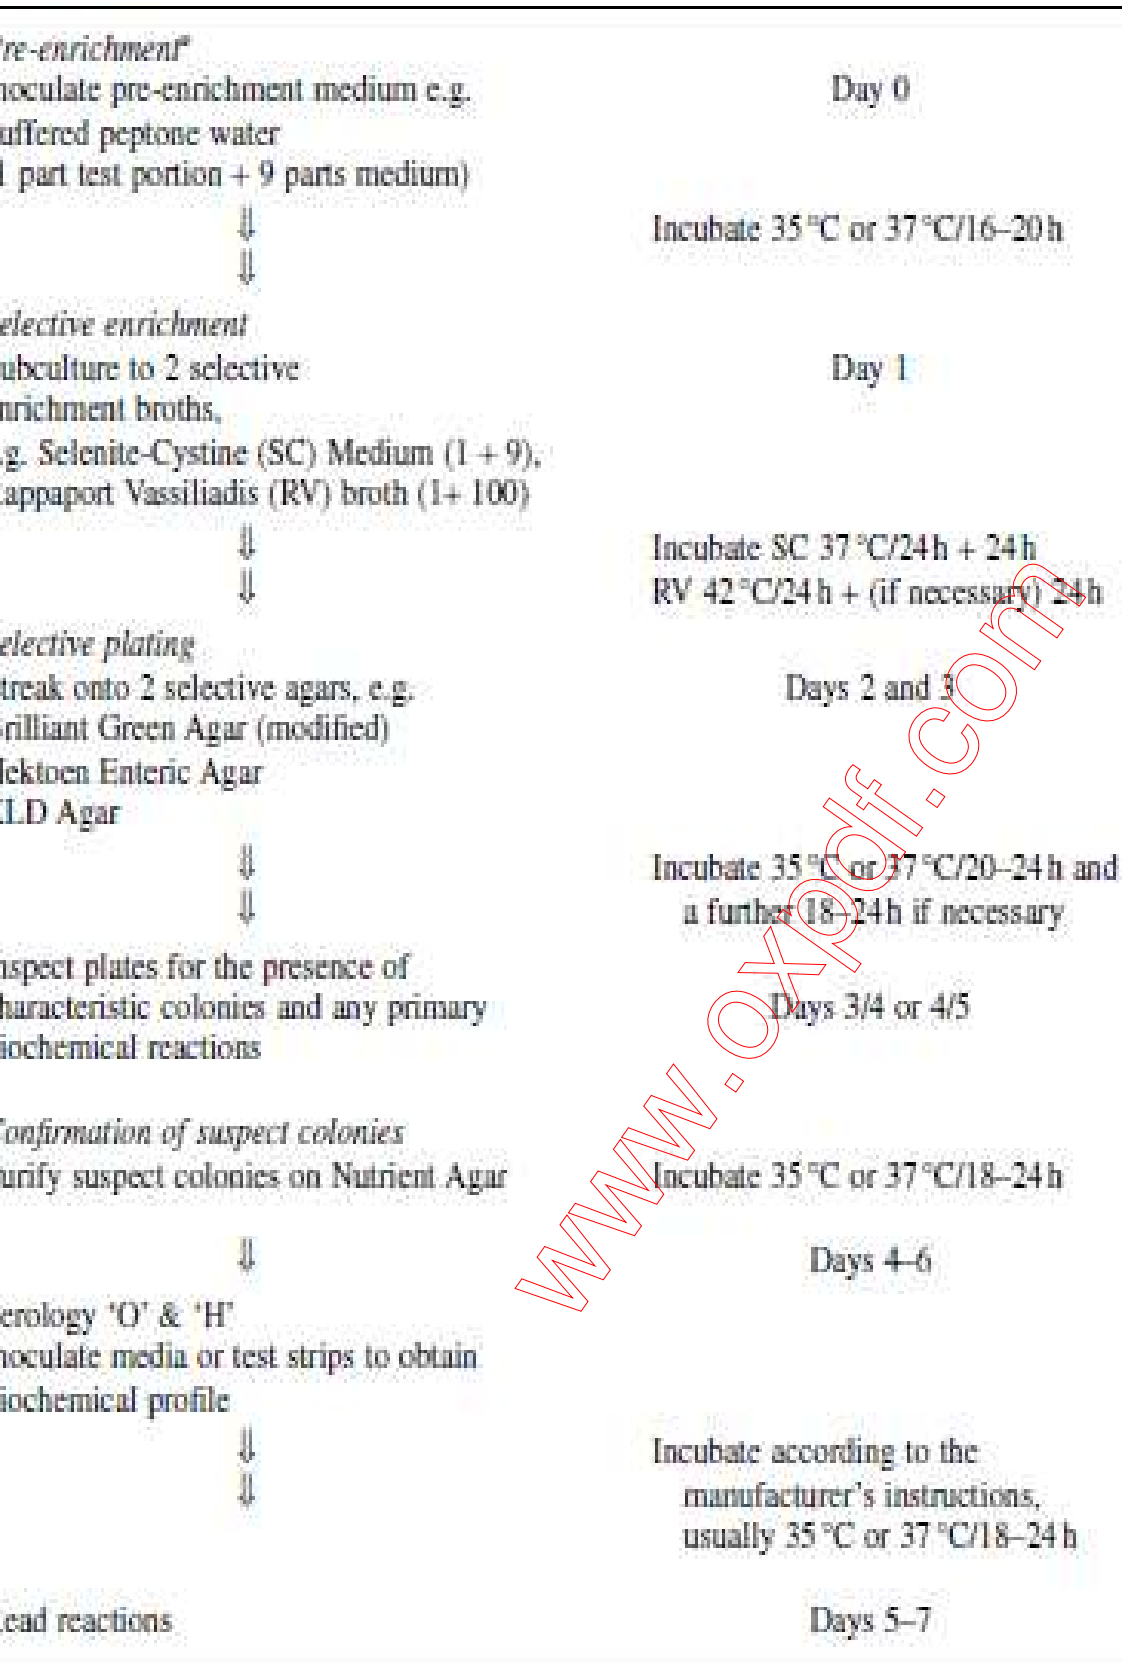 re-enrichment*
noculate pre-enrichment medium e.g.
Day 0
uffered peptone water
1 part test portion + 9 parts medium)
⇓
Incubate 35 °C or 37 °C/16–20 h
⇓
elective enrichment
ubculture to 2 selective
Day 1
nrichment broths,
.g. Selenite-Cystine (SC) Medium (1 + 9),
appaport Vassiliadis (RV) broth (1+ 100)
⇓
Incubate SC 37 °C/24 h + 24 h
⇓
RV 42 °C/24 h + (if necessary) 24 h
elective plating
treak onto 2 selective agars, e.g.
Days 2 and 3
rilliant Green Agar (modified)
ektoen Enteric Agar
LD Agar
⇓
Incubate 35 °C or 37 °C/20–24 h and
⇓
a further 18–24 h if necessary
nspect plates for the presence of
haracteristic colonies and any primary
Days 3/4 or 4/5
iochemical reactions
onfirmation of suspect colonies
urify suspect colonies on Nutrient Agar
Incubate 35 °C or 37 °C/18–24 h
⇓
Days 4–6
erology ‘O’ & ‘H’
noculate media or test strips to obtain
iochemical profile
⇓
Incubate according to the
⇓
manufacturer’s instructions,
usually 35 °C or 37 °C/18–24 h
ead reactions
Days 5–7
www.oxpdf.com